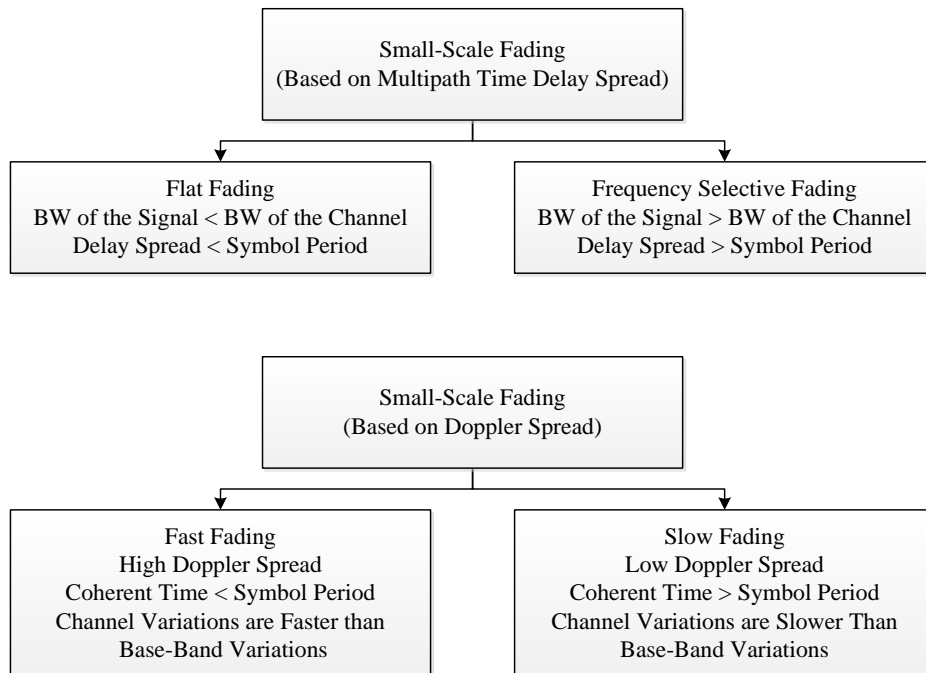 Small-Scale Fading
(Based on Multipath Time Delay Spread)
Flat Fading
BW of the Signal < BW of the Channel
Delay Spread < Symbol Period
Frequency Selective Fading
BW of the Signal > BW of the Channel
Delay Spread > Symbol Period
Small-Scale Fading
(Based on Doppler Spread)
Fast Fading
High Doppler Spread
Coherent Time < Symbol Period
Channel Variations are Faster than
Base-Band Variations
Slow Fading
Low Doppler Spread
Coherent Time > Symbol Period
Channel Variations are Slower Than
Base-Band Variations